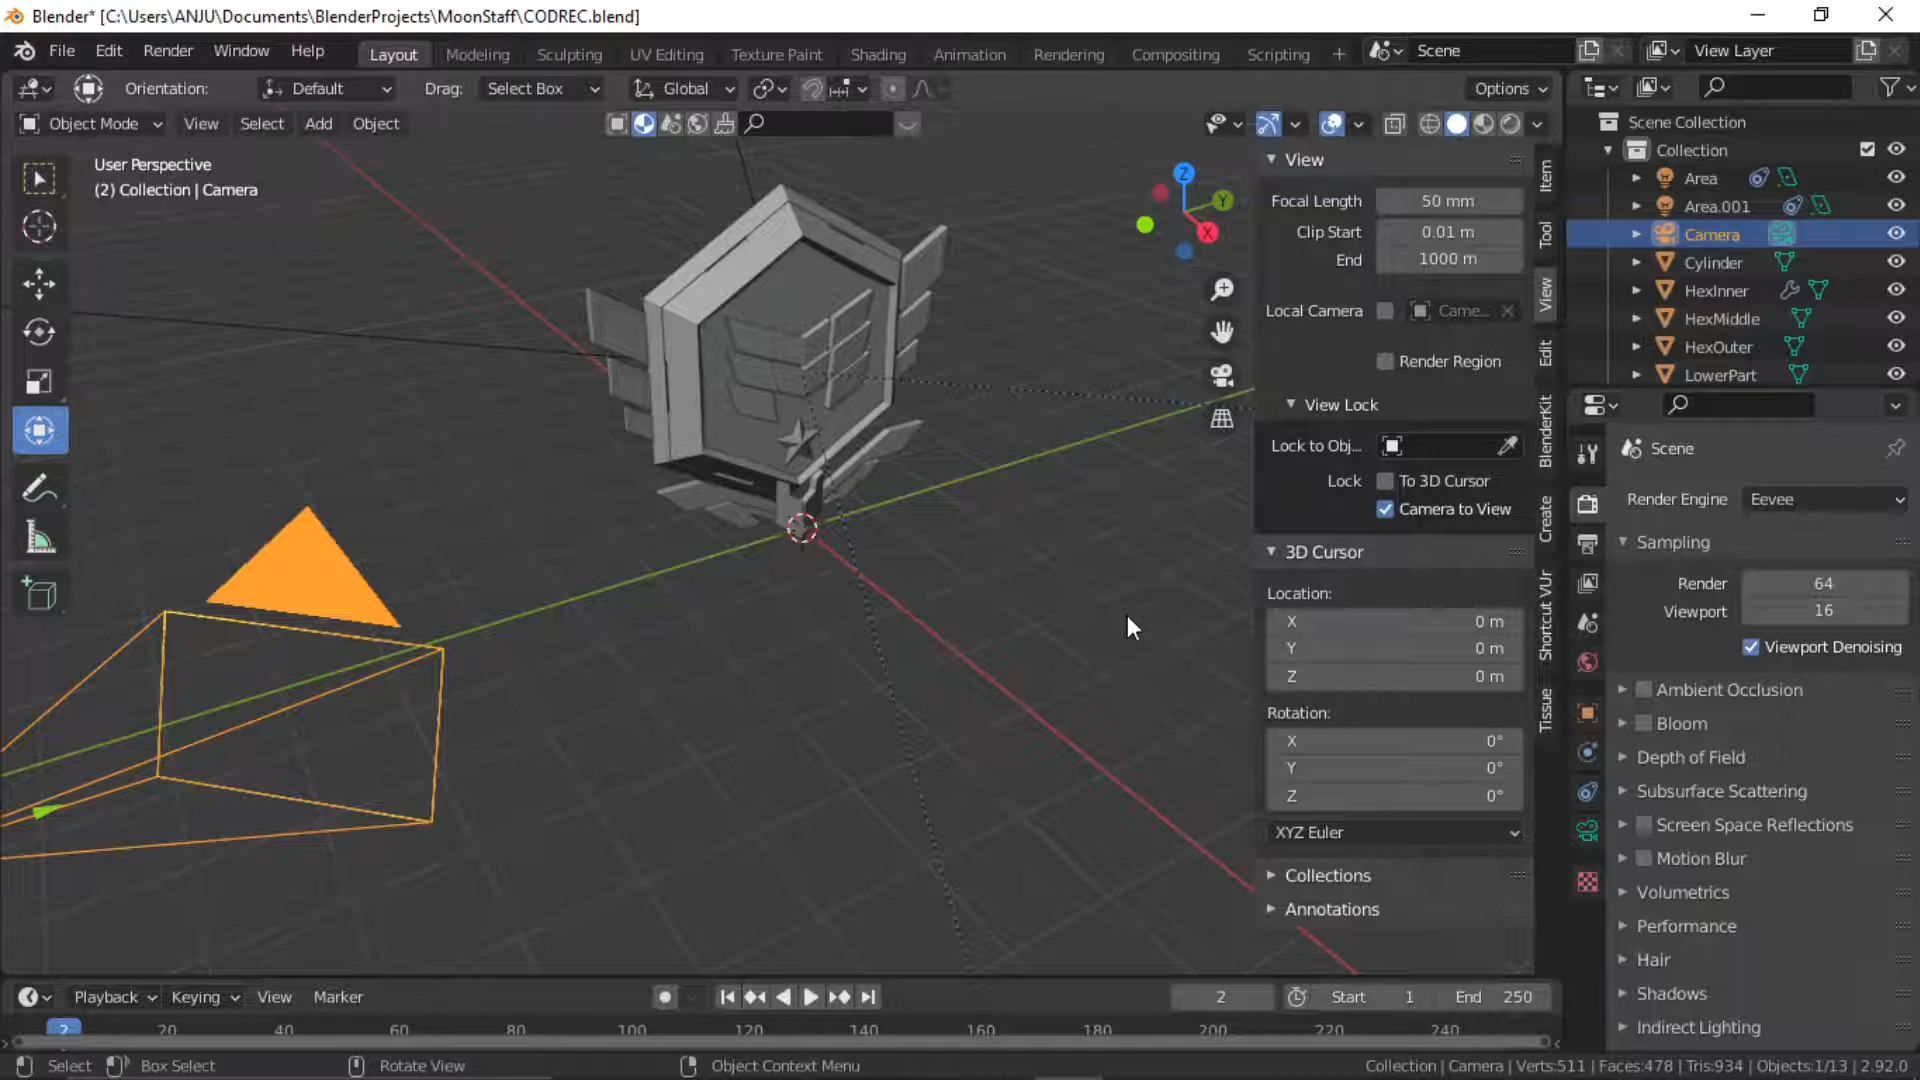 Blender* [C:\Users\ANJU\Documents\BlenderProjects\MoonStaff\CODREC.blend]
File Edit Render Window Help Layout Modeling Sculpting UV Editing Texture Paint Shading Animation Rendering Compositing Scripting + Scene View Layer
Orientation: Default Drag: Select Box Global Options
Object Mode View Select Add Object
User Perspective
(2) Collection | Camera
Z
Y
X
View
Focal Length 50 mm
Clip Start 0.01 m
End 1000 m
Local Camera Came...
Render Region
View Lock
Lock to Obj...
Lock To 3D Cursor
Camera to View
3D Cursor
Location:
X 0 m
Y 0 m
Z 0 m
Rotation:
X 0°
Y 0°
Z 0°
XYZ Euler
Collections
Annotations
Item
Tool
View
Edit
BlenderKit
Create
Shortcut VUr
Tissue
Scene Collection
Collection
Area
Area.001
Camera
Cylinder
HexInner
HexMiddle
HexOuter
LowerPart
Scene
Render Engine Eevee
Sampling
Render 64
Viewport 16
Viewport Denoising
Ambient Occlusion
Bloom
Depth of Field
Subsurface Scattering
Screen Space Reflections
Motion Blur
Volumetrics
Performance
Hair
Shadows
Indirect Lighting
Playback Keying View Marker 2 Start 1 End 250
2 20 40 60 80 100 120 140 160 180 200 220 240
Select Box Select Rotate View Object Context Menu Collection | Camera | Verts:511 | Faces:478 | Tris:934 | Objects:1/13 | 2.92.0